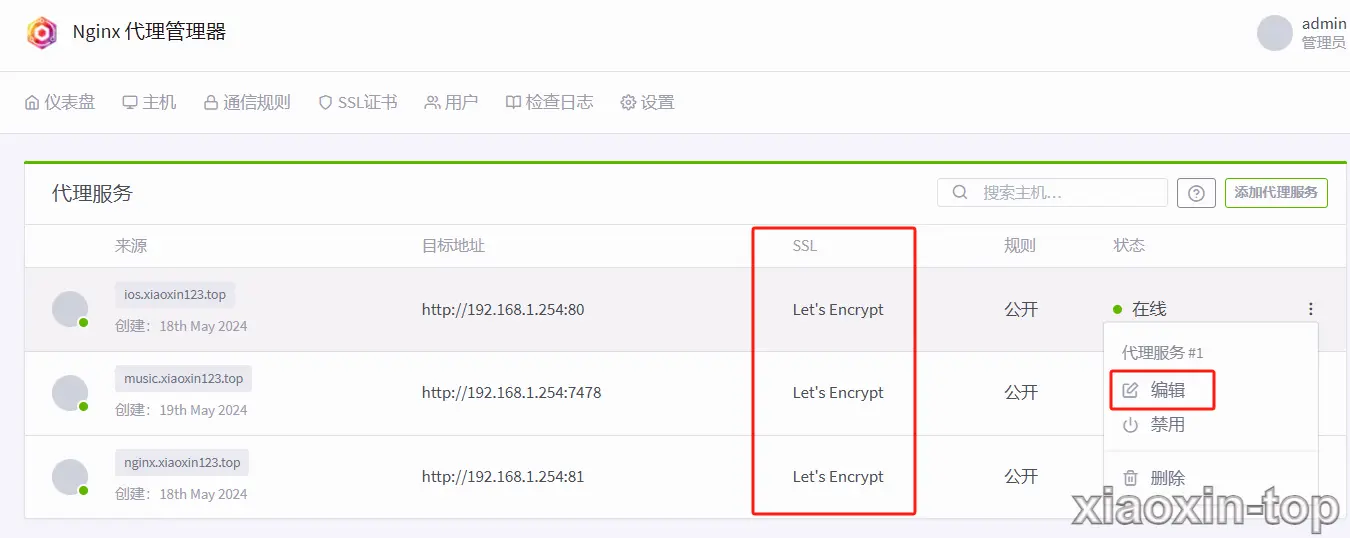 Nginx 代理管理器
admin
管理员
仪表盘 主机 通信规则 SSL证书 用户 检查日志 设置
代理服务 搜索主机… 添加代理服务
来源 目标地址 SSL 规则 状态
ios.xiaoxin123.top
创建：18th May 2024
http://192.168.1.254:80 Let's Encrypt 公开 在线
代理服务 #1
music.xiaoxin123.top
创建：19th May 2024
http://192.168.1.254:7478 Let's Encrypt 公开
编辑
禁用
nginx.xiaoxin123.top
创建：18th May 2024
http://192.168.1.254:81 Let's Encrypt 公开
删除
xiaoxin-top